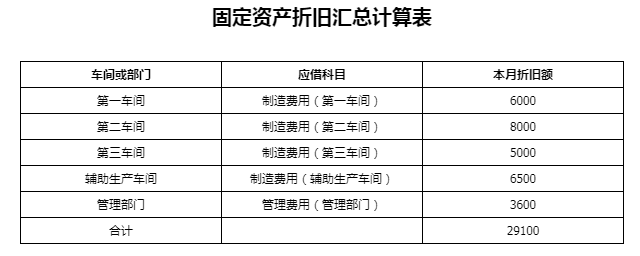 固定资产折旧汇总计算表
车间或部门 应借科目 本月折旧额
第一车间 制造费用（第一车间） 6000
第二车间 制造费用（第二车间） 8000
第三车间 制造费用（第三车间） 5000
辅助生产车间 制造费用（辅助生产车间） 6500
管理部门 管理费用（管理部门） 3600
合计 29100